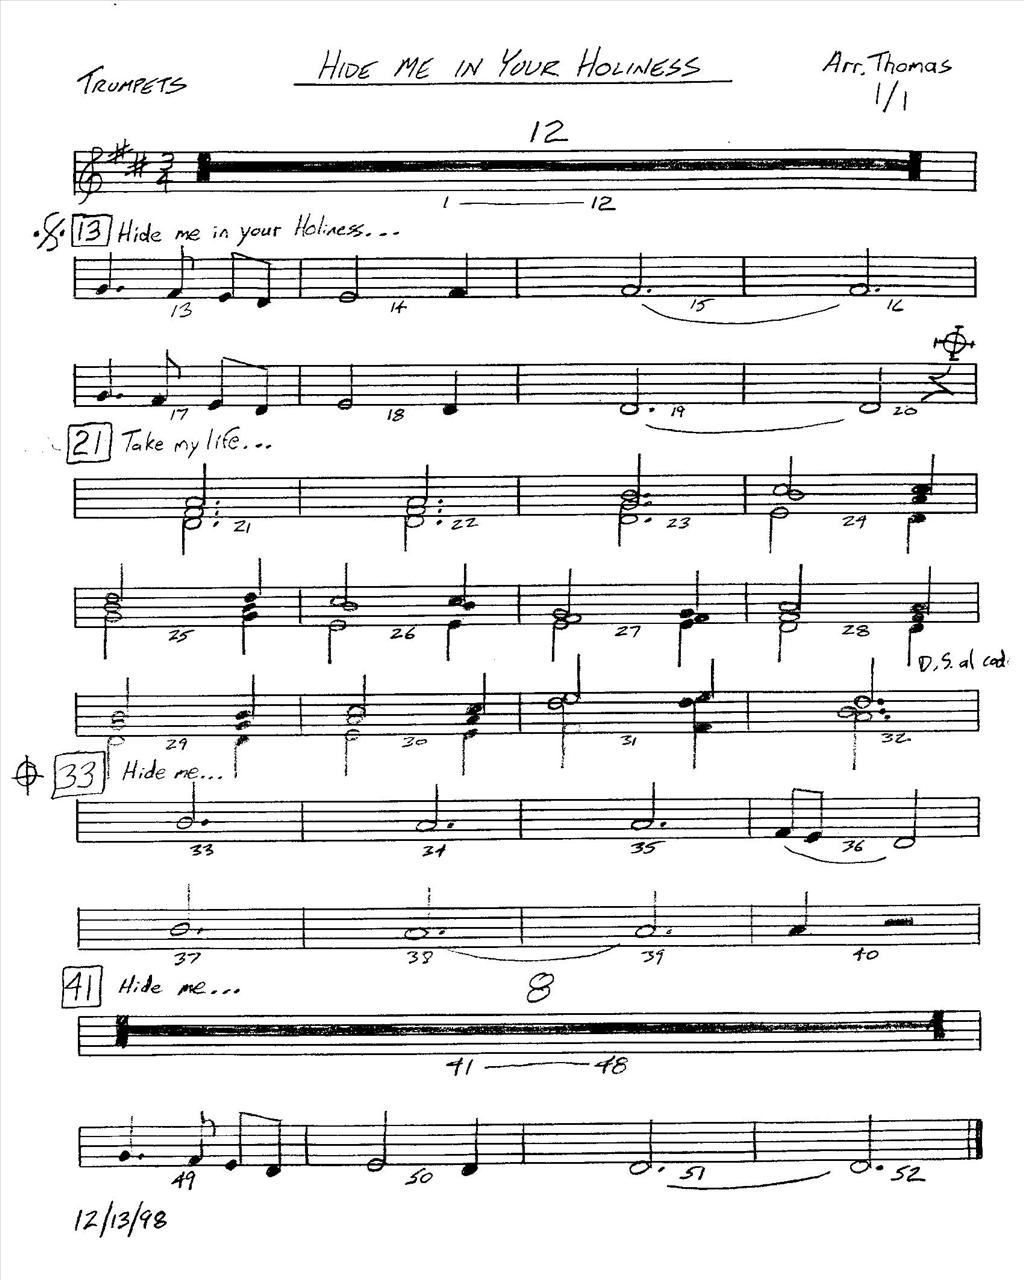 TRUMPETS
HIDE ME IN YOUR HOLINESS
Arr. Thomas
1/1
12
3/4
1 — 12
13 Hide me in your Holiness...
13 14 15 16
17 18 19 20
21 Take my life...
21 22 23 24
25 26 27 28
D.S. al cod
29 30 31 32
33 Hide me...
33 34 35 36
37 38 39 40
41 Hide me...
8
41 — 48
49 50 51 52
12/13/98